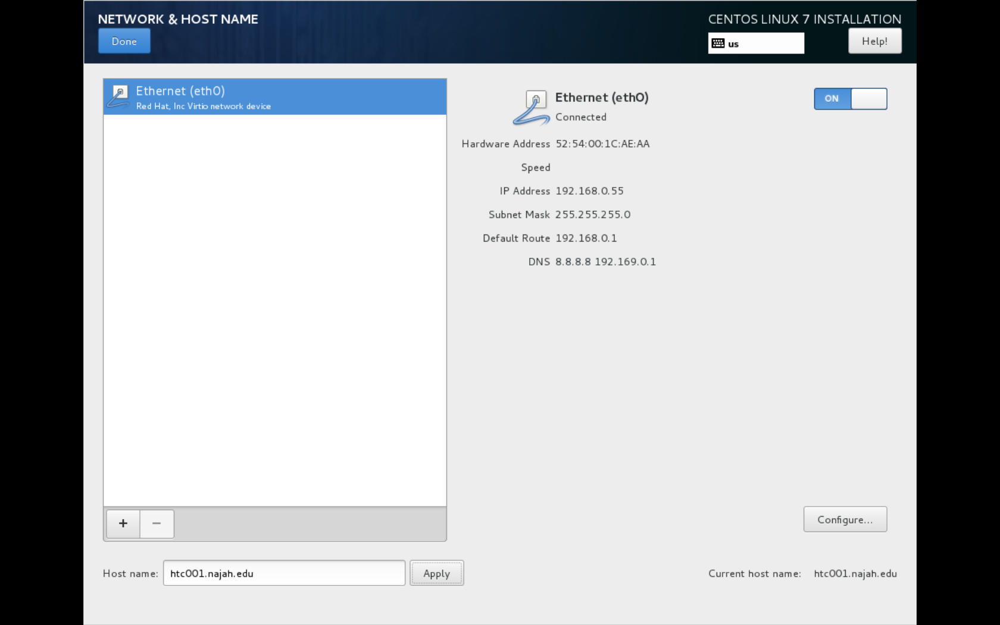 NETWORK & HOST NAME
CENTOS LINUX 7 INSTALLATION
Done
us
Help!
Ethernet (eth0)
Red Hat, Inc Virtio network device
Ethernet (eth0)
ON
Connected
Hardware Address 52:54:00:1C:AE:AA
Speed
IP Address 192.168.0.55
Subnet Mask 255.255.255.0
Default Route 192.168.0.1
DNS 8.8.8.8 192.169.0.1
+ −
Configure...
Host name: htc001.najah.edu Apply
Current host name: htc001.najah.edu